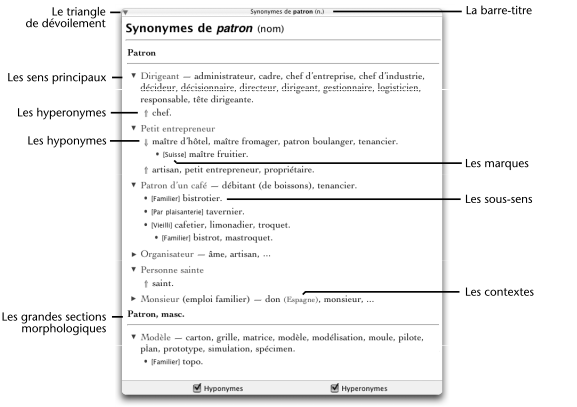 Le triangle
de dévoilement
Synonymes de patron (n.)
La barre-titre
Synonymes de patron (nom)
Patron
Les sens principaux
▼ Dirigeant — administrateur, cadre, chef d'entreprise, chef d'industrie,
décideur, décisionnaire, directeur, dirigeant, gestionnaire, logisticien,
responsable, tête dirigeante.
Les hyperonymes
⇑ chef.
▼ Petit entrepreneur
Les hyponymes
⇓ maître d'hôtel, maître fromager, patron boulanger, tenancier.
• [Suisse] maître fruitier.
Les marques
⇑ artisan, petit entrepreneur, propriétaire.
▼ Patron d'un café — débitant (de boissons), tenancier.
• [Familier] bistrotier.
Les sous-sens
• [Par plaisanterie] tavernier.
• [Vieilli] cafetier, limonadier, troquet.
• [Familier] bistrot, mastroquet.
► Organisateur — âme, artisan, ...
▼ Personne sainte
⇑ saint.
Les contextes
► Monsieur (emploi familier) — don (Espagne), monsieur, ...
Les grandes sections
morphologiques
Patron, masc.
▼ Modèle — carton, grille, matrice, modèle, modélisation, moule, pilote,
plan, prototype, simulation, spécimen.
• [Familier] topo.
Hyponymes
Hyperonymes